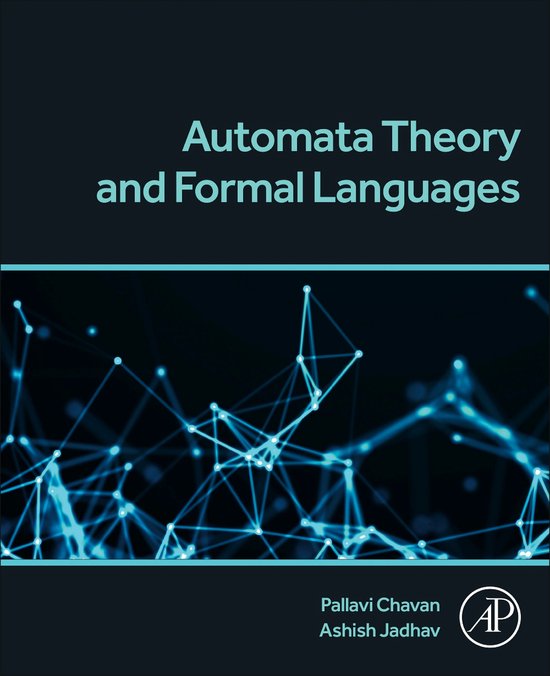 Automata Theory
and Formal Languages
Pallavi Chavan
Ashish Jadhav
AP